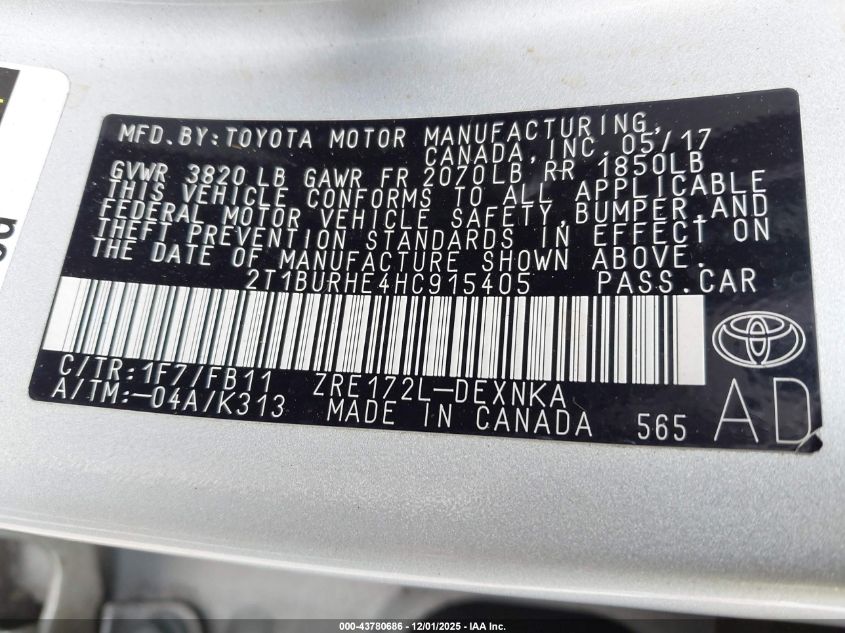 MFD.BY:TOYOTA MOTOR MANUFACTURING,
CANADA,INC.05/17
GVWR 3820LB GAWR FR 2070LB RR 1850LB
THIS VEHICLE CONFORMS TO ALL APPLICABLE
FEDERAL MOTOR VEHICLE SAFETY,BUMPER,AND
THEFT PREVENTION STANDARDS IN EFFECT ON
THE DATE OF MANUFACTURE SHOWN ABOVE.
2T1BURHE4HC915405 PASS.CAR
C/TR:1F7/FB11 ZRE172L-DEXNKA
A/TM:-04A/K313 MADE IN CANADA 565
AD
000-43780686 - 12/01/2025 - IAA Inc.